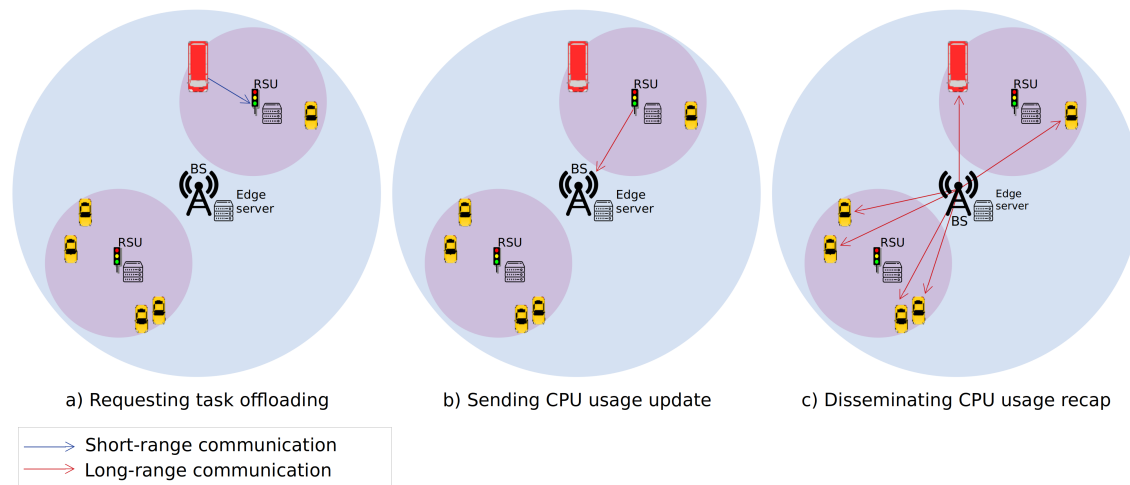 RSU
BS
Edge
server
RSU
a) Requesting task offloading
RSU
BS
Edge
server
RSU
b) Sending CPU usage update
RSU
Edge
server
BS
RSU
c) Disseminating CPU usage recap
Short-range communication
Long-range communication